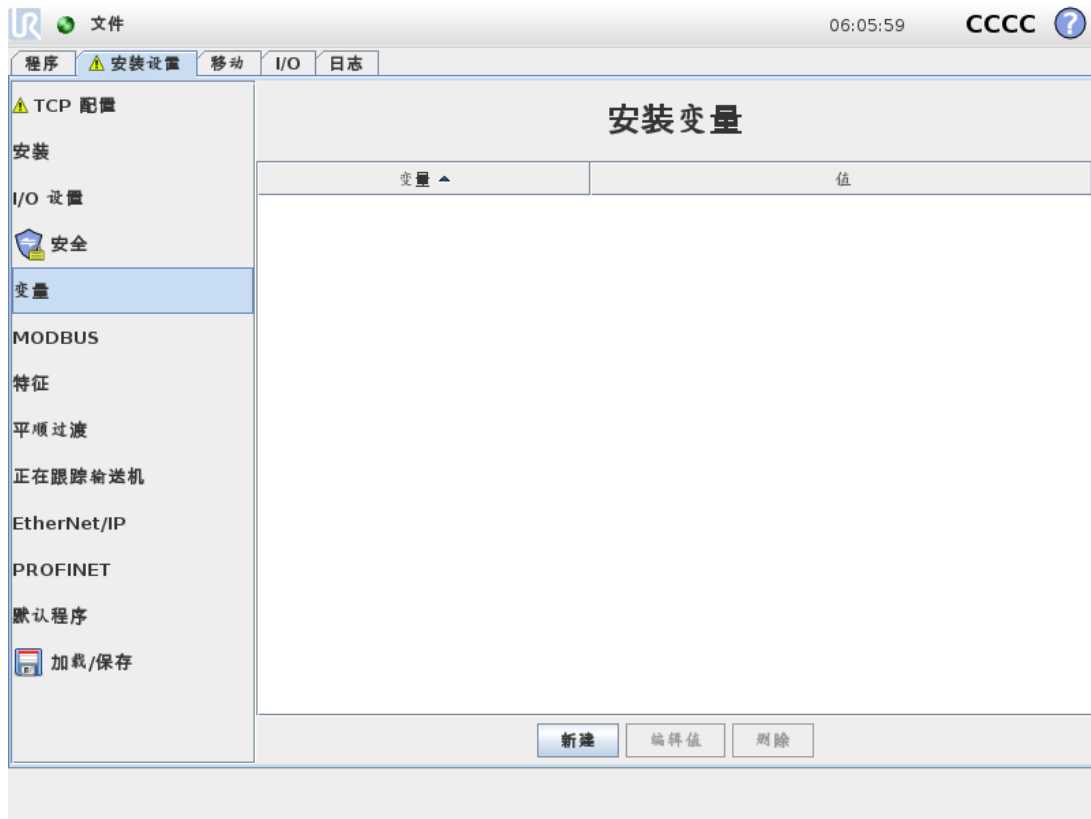 文件 06:05:59 CCCC ?
程序 安装设置 移动 I/O 日志
TCP 配置
安装
I/O 设置
安全
变量
MODBUS
特征
平顺过渡
正在跟踪输送机
EtherNet/IP
PROFINET
默认程序
加载/保存
安装变量
变量 值
新建 编辑值 删除